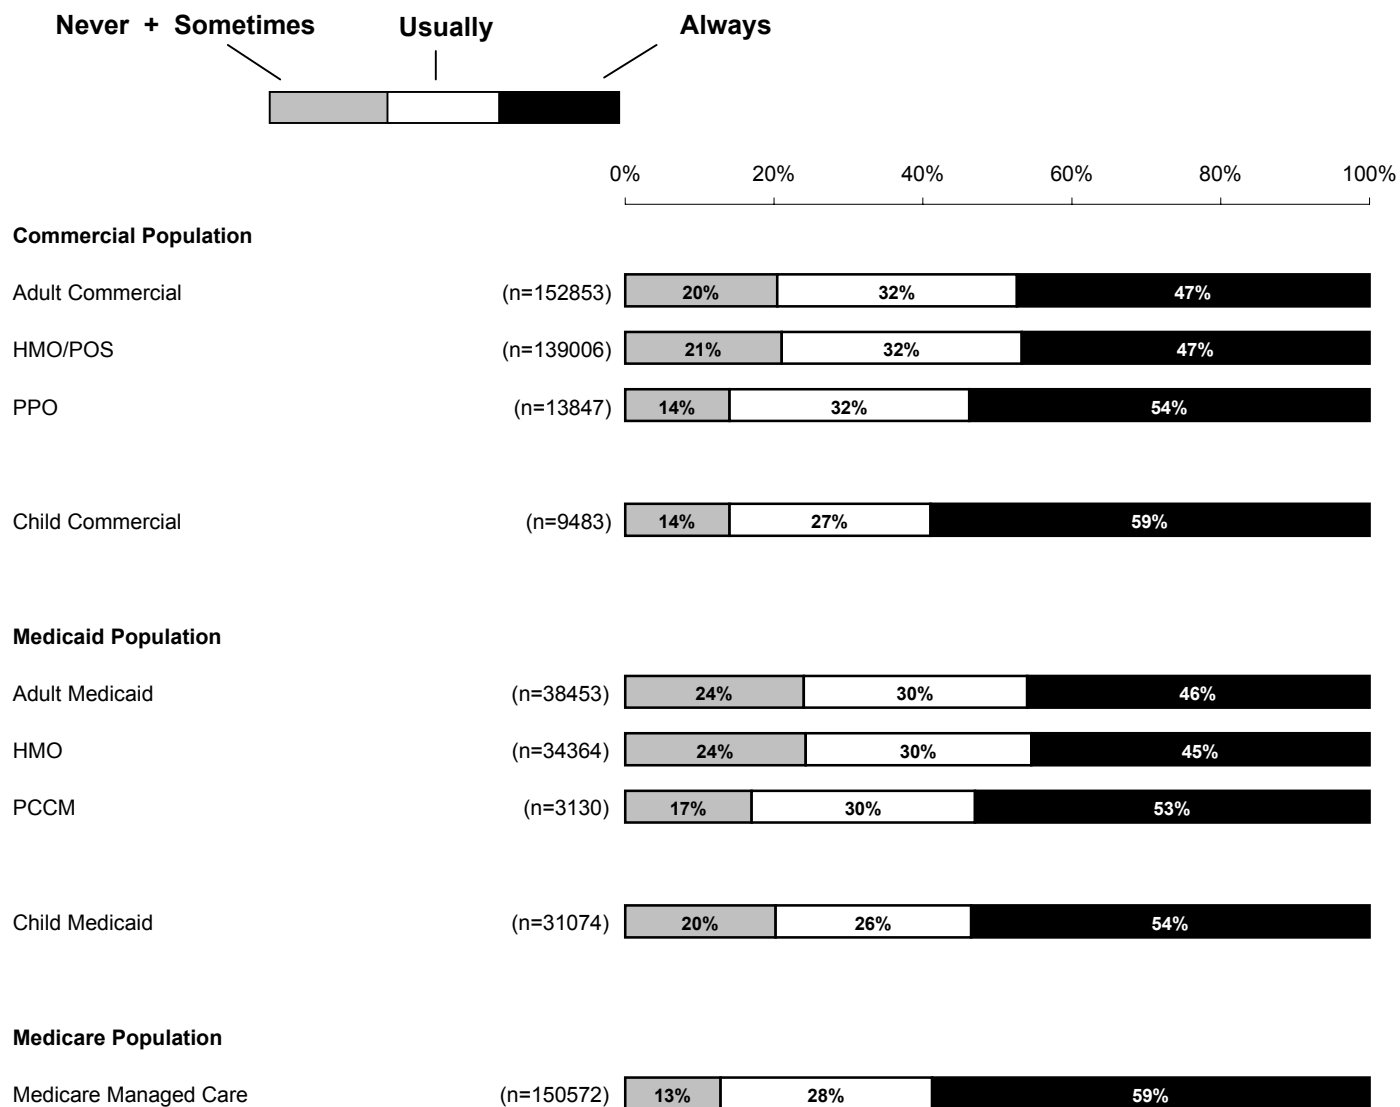 Never + Sometimes Usually Always
0% 20% 40% 60% 80% 100%
Commercial Population
Adult Commercial (n=152853) 20% 32% 47%
HMO/POS (n=139006) 21% 32% 47%
PPO (n=13847) 14% 32% 54%
Child Commercial (n=9483) 14% 27% 59%
Medicaid Population
Adult Medicaid (n=38453) 24% 30% 46%
HMO (n=34364) 24% 30% 45%
PCCM (n=3130) 17% 30% 53%
Child Medicaid (n=31074) 20% 26% 54%
Medicare Population
Medicare Managed Care (n=150572) 13% 28% 59%